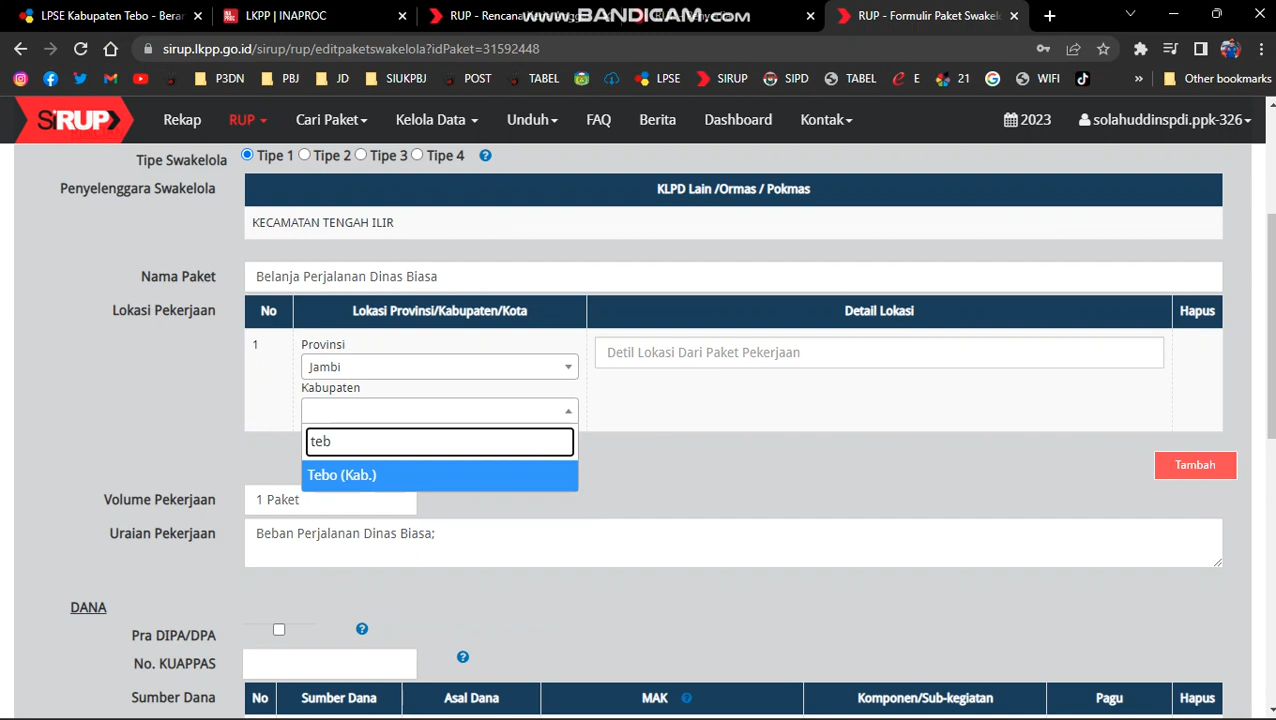 LPSE Kabupaten Tebo - Beran
LKPP | INAPROC
RUP - Rencana
www.BANDICAM.com
RUP - Formulir Paket Swakel
sirup.lkpp.go.id/sirup/rup/editpaketswakelola?idPaket=31592448
P3DN
PBJ
JD
SIUKPBJ
POST
TABEL
LPSE
SIRUP
SIPD
TABEL
E
21
WIFI
»
Other bookmarks
SiRUP
Rekap
RUP
Cari Paket
Kelola Data
Unduh
FAQ
Berita
Dashboard
Kontak
2023
solahuddinspdi.ppk-326
Tipe Swakelola
Tipe 1
Tipe 2
Tipe 3
Tipe 4
?
Penyelenggara Swakelola
KLPD Lain /Ormas / Pokmas
KECAMATAN TENGAH ILIR
Nama Paket
Belanja Perjalanan Dinas Biasa
Lokasi Pekerjaan
No
Lokasi Provinsi/Kabupaten/Kota
Detail Lokasi
Hapus
1
Provinsi
Jambi
Detil Lokasi Dari Paket Pekerjaan
Kabupaten
teb
Tebo (Kab.)
Tambah
Volume Pekerjaan
1 Paket
Uraian Pekerjaan
Beban Perjalanan Dinas Biasa;
DANA
Pra DIPA/DPA
?
No. KUAPPAS
?
Sumber Dana
No
Sumber Dana
Asal Dana
MAK ?
Komponen/Sub-kegiatan
Pagu
Hapus